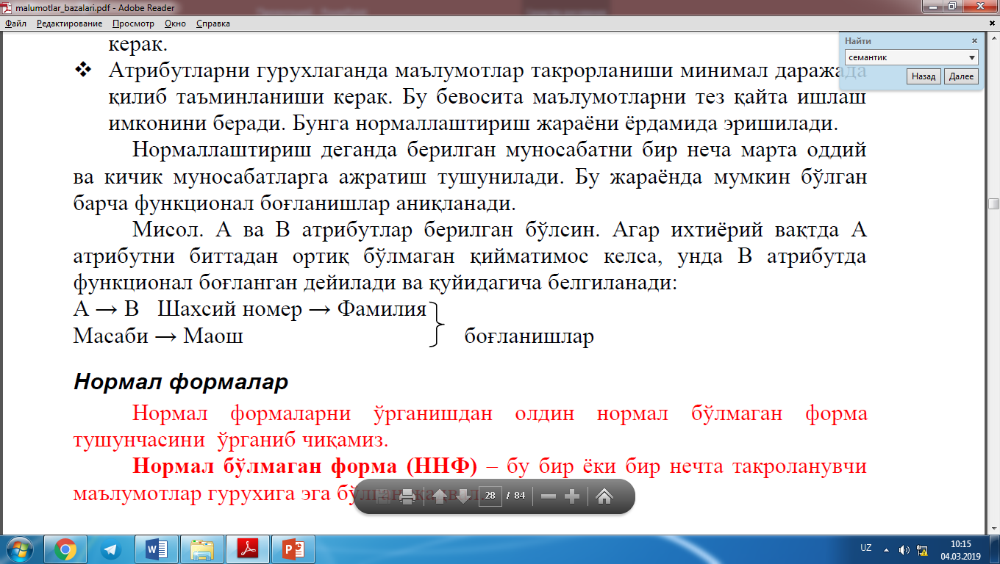 malumotlar_bazalari.pdf - Adobe Reader
Файл Редактирование Просмотр Окно Справка
Найти
семантик
Назад Далее
керак.
❖ Атрибутларни гурухлаганда маълумотлар такрорланиши минимал даражада
қилиб таъминланиши керак. Бу бевосита маълумотларни тез қайта ишлаш
имконини беради. Бунга нормаллаштириш жараёни ёрдамида эришилади.
Нормаллаштириш деганда берилган муносабатни бир неча марта оддий
ва кичик муносабатларга ажратиш тушунилади. Бу жараёнда мумкин бўлган
барча функционал боғланишлар аниқланади.
Мисол. А ва В атрибутлар берилган бўлсин. Агар ихтиёрий вақтда А
атрибутни биттадан ортиқ бўлмаган қийматимос келса, унда В атрибутда
функционал боғланган дейилади ва қуйидагича белгиланади:
А → В Шахсий номер → Фамилия
Масаби → Маош боғланишлар
Нормал формалар
Нормал формаларни ўрганишдан олдин нормал бўлмаган форма
тушунчасини ўрганиб чиқамиз.
Нормал бўлмаган форма (ННФ) – бу бир ёки бир нечта такроланувчи
маълумотлар гурухига эга
28 / 84
UZ 10:15
04.03.2019